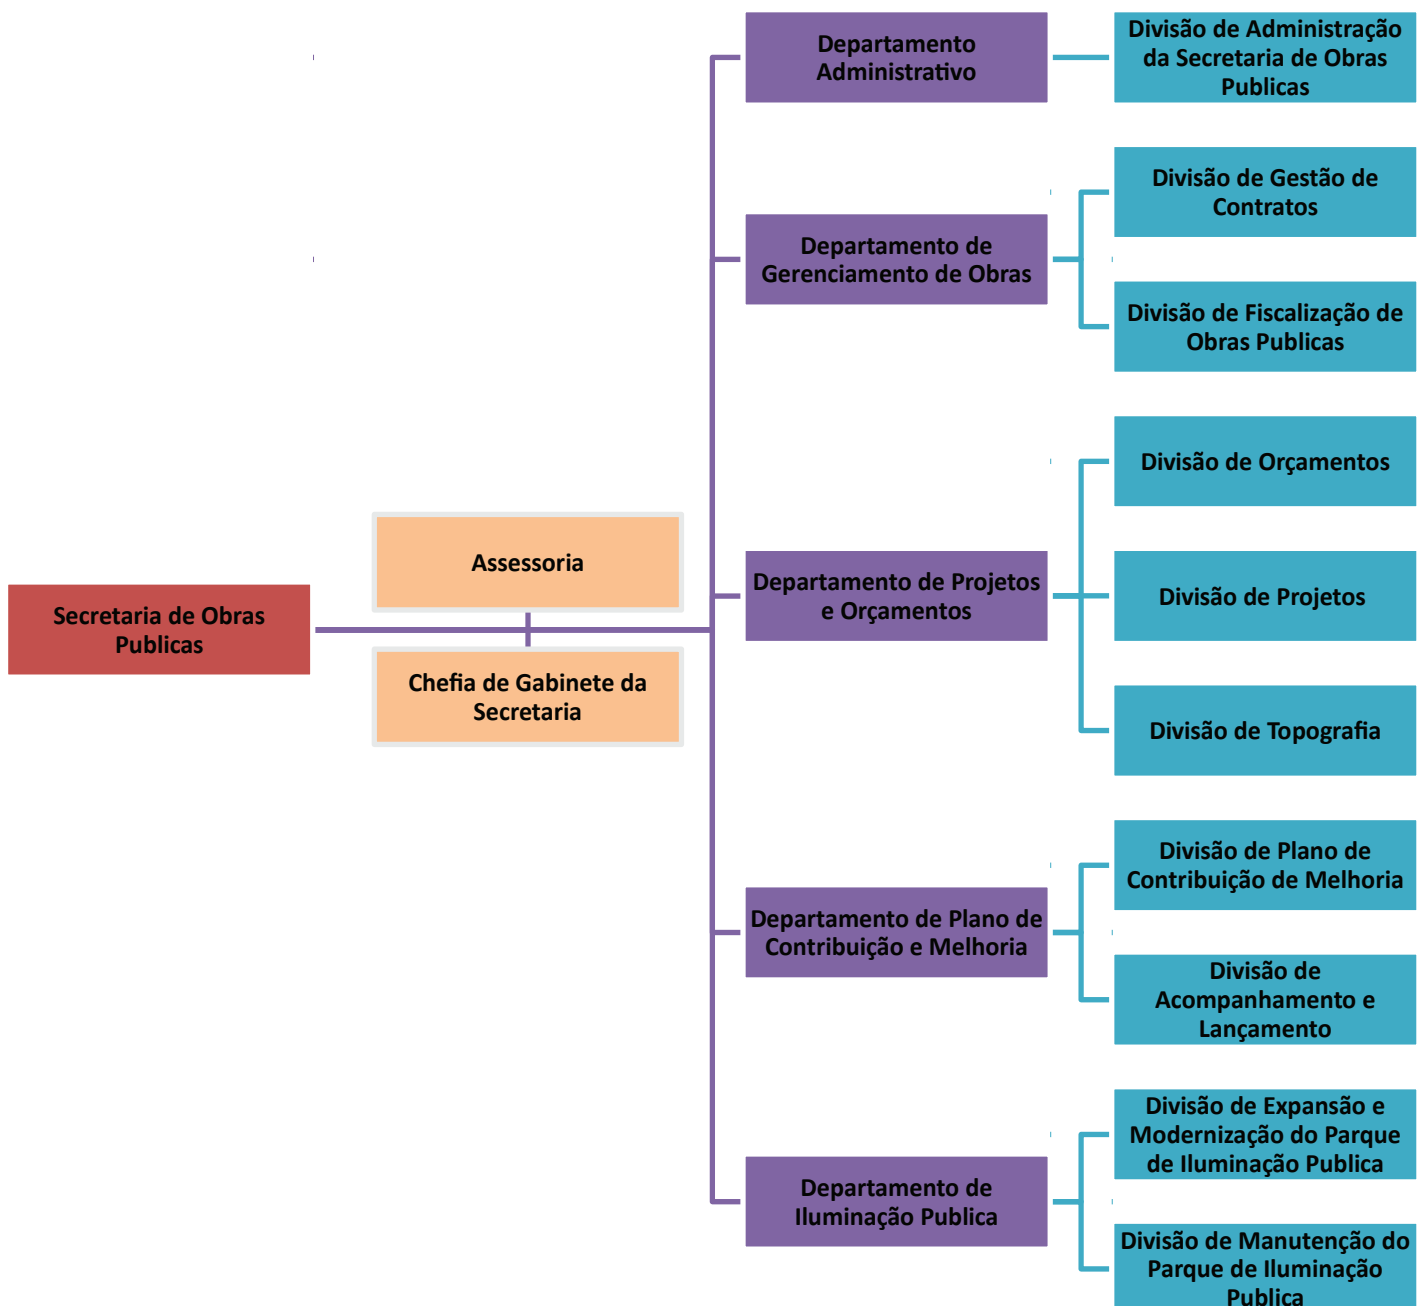 Departamento
Administrativo
Divisão de Administração
da Secretaria de Obras
Publicas
Divisão de Gestão de
Contratos
Departamento de
Gerenciamento de Obras
Divisão de Fiscalização de
Obras Publicas
Divisão de Orçamentos
Assessoria
Departamento de Projetos
e Orçamentos
Divisão de Projetos
Secretaria de Obras
Publicas
Chefia de Gabinete da
Secretaria
Divisão de Topografia
Divisão de Plano de
Contribuição de Melhoria
Departamento de Plano de
Contribuição e Melhoria
Divisão de
Acompanhamento e
Lançamento
Divisão de Expansão e
Modernização do Parque
de Iluminação Publica
Departamento de
Iluminação Publica
Divisão de Manutenção do
Parque de Iluminação
Publica